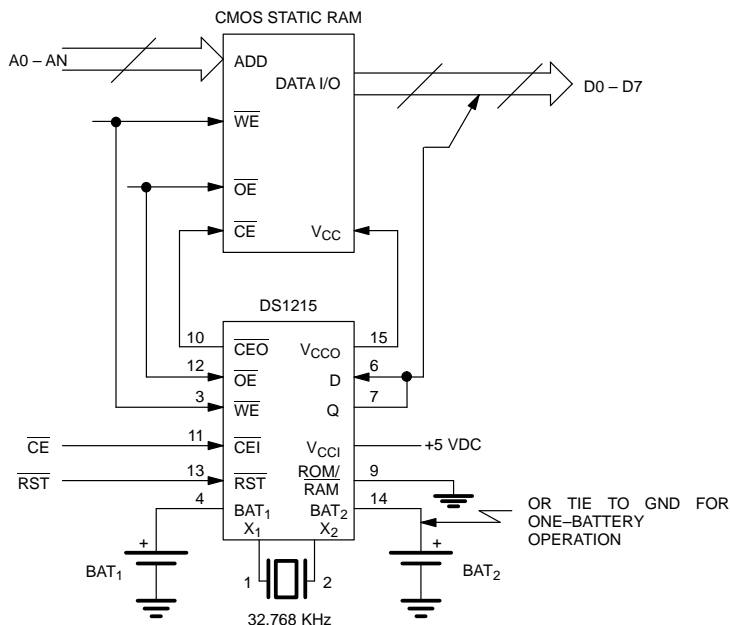 CMOS STATIC RAM
A0 – AN
ADD
DATA I/O
D0 – D7
WE
OE
CE
VCC
DS1215
10
CEO
VCCO
15
12
OE
D
6
3
WE
Q
7
CE
11
CEI
VCCI
+5 VDC
RST
13
RST
ROM/
RAM
9
4
BAT1
BAT2
14
X1
X2
OR TIE TO GND FOR
ONE–BATTERY
OPERATION
+
BAT1
+
BAT2
1
2
32.768 KHz